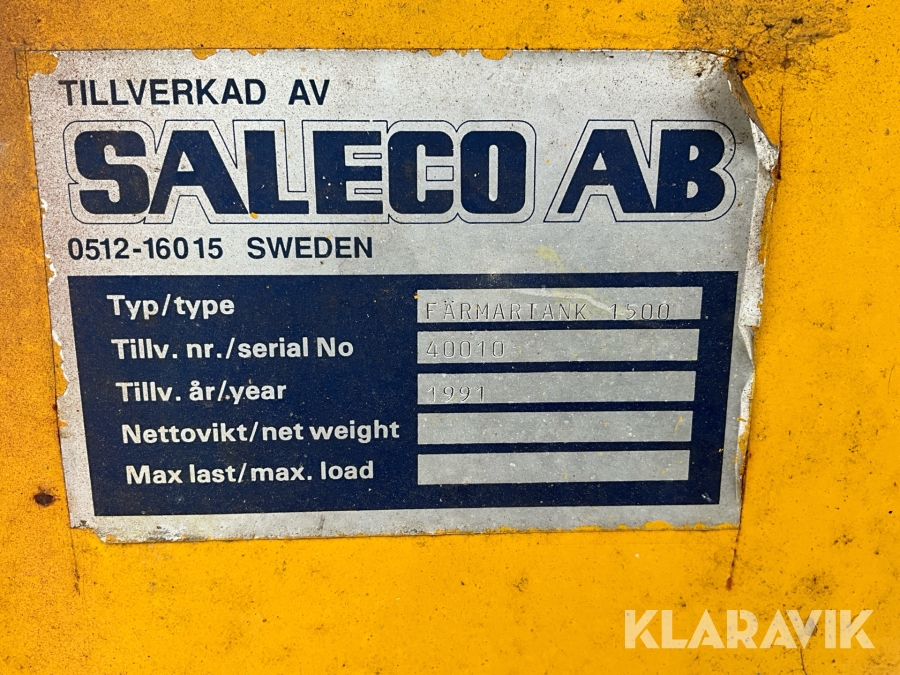 TILLVERKAD AV
SALECO AB
0512-16015 SWEDEN
Typ/type FÄRMARTANK 1500
Tillv. nr./serial No 40010
Tillv. år/.year 1991
Nettovikt/net weight
Max last/max. load
KLARAVIK